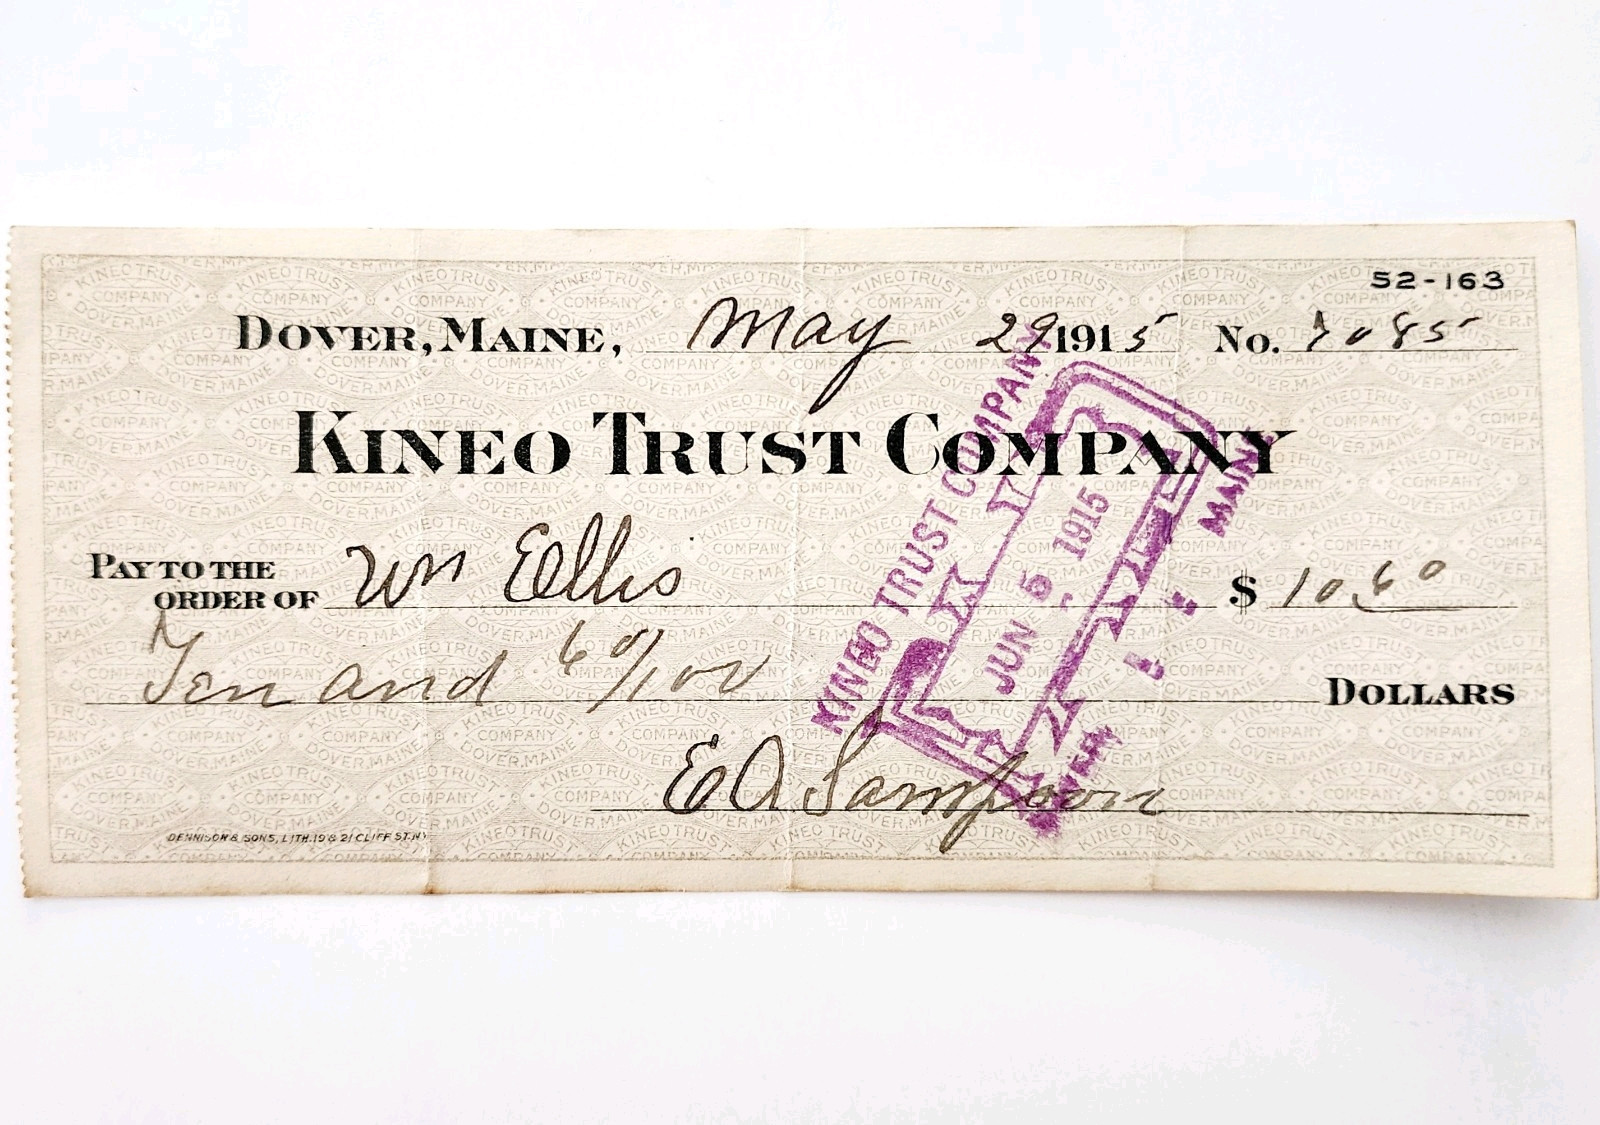 52-163
DOVER, MAINE, May 29 1915 No. 7085
KINEO TRUST COMPANY
PAY TO THE ORDER OF Wm Ellis $ 10.60
Ten and 60/100 DOLLARS
E A Sampson
DENNISON & SONS, LITH. 19 & 21 CLIFF ST. N.Y.
KINEO TRUST COMPANY
JUN 5 - 1915
DOVER MAINE